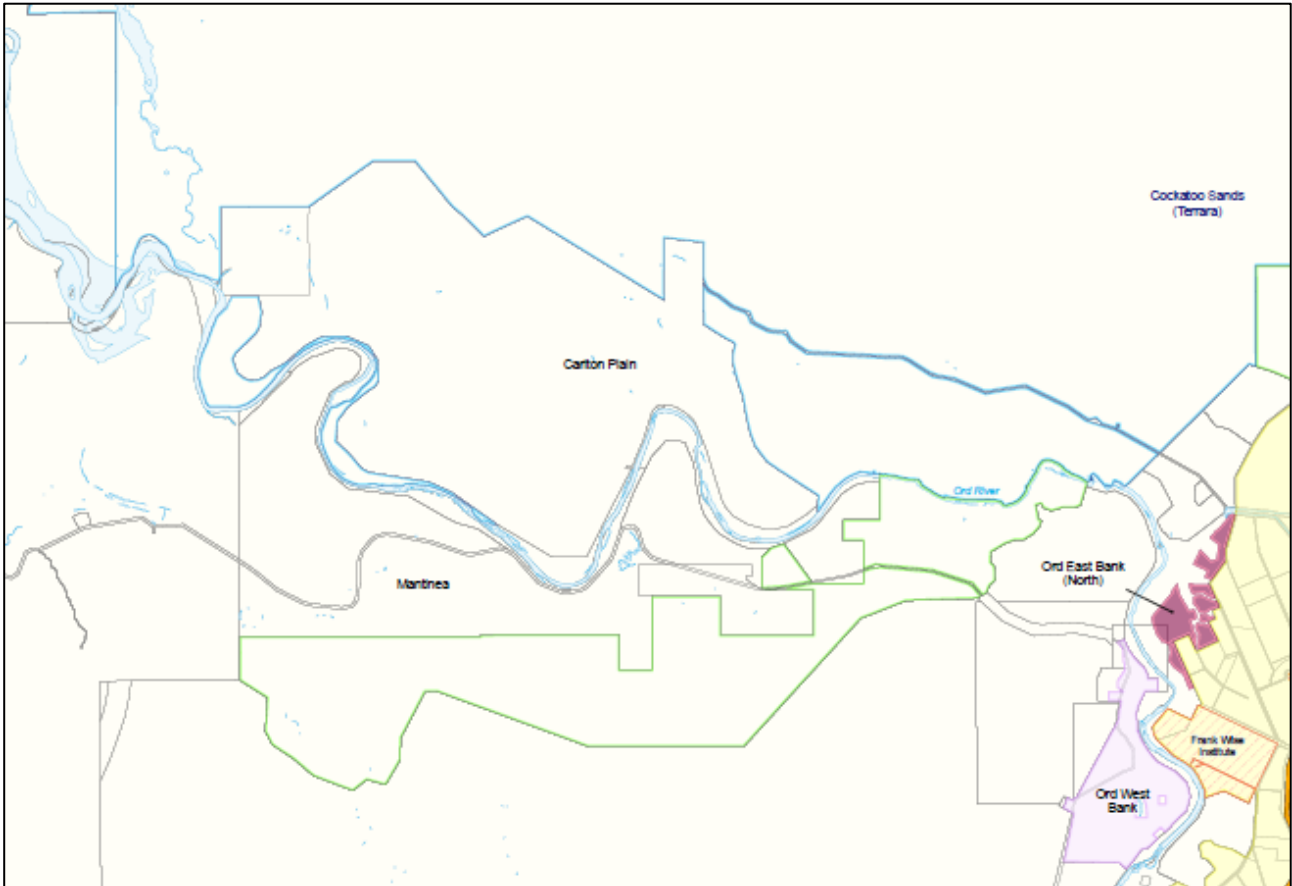 Cockatoo Sands
(Terrara)
Carlton Plain
Ord River
Mantinea
Ord East Bank
(North)
Frank Wise
Institute
Ord West
Bank